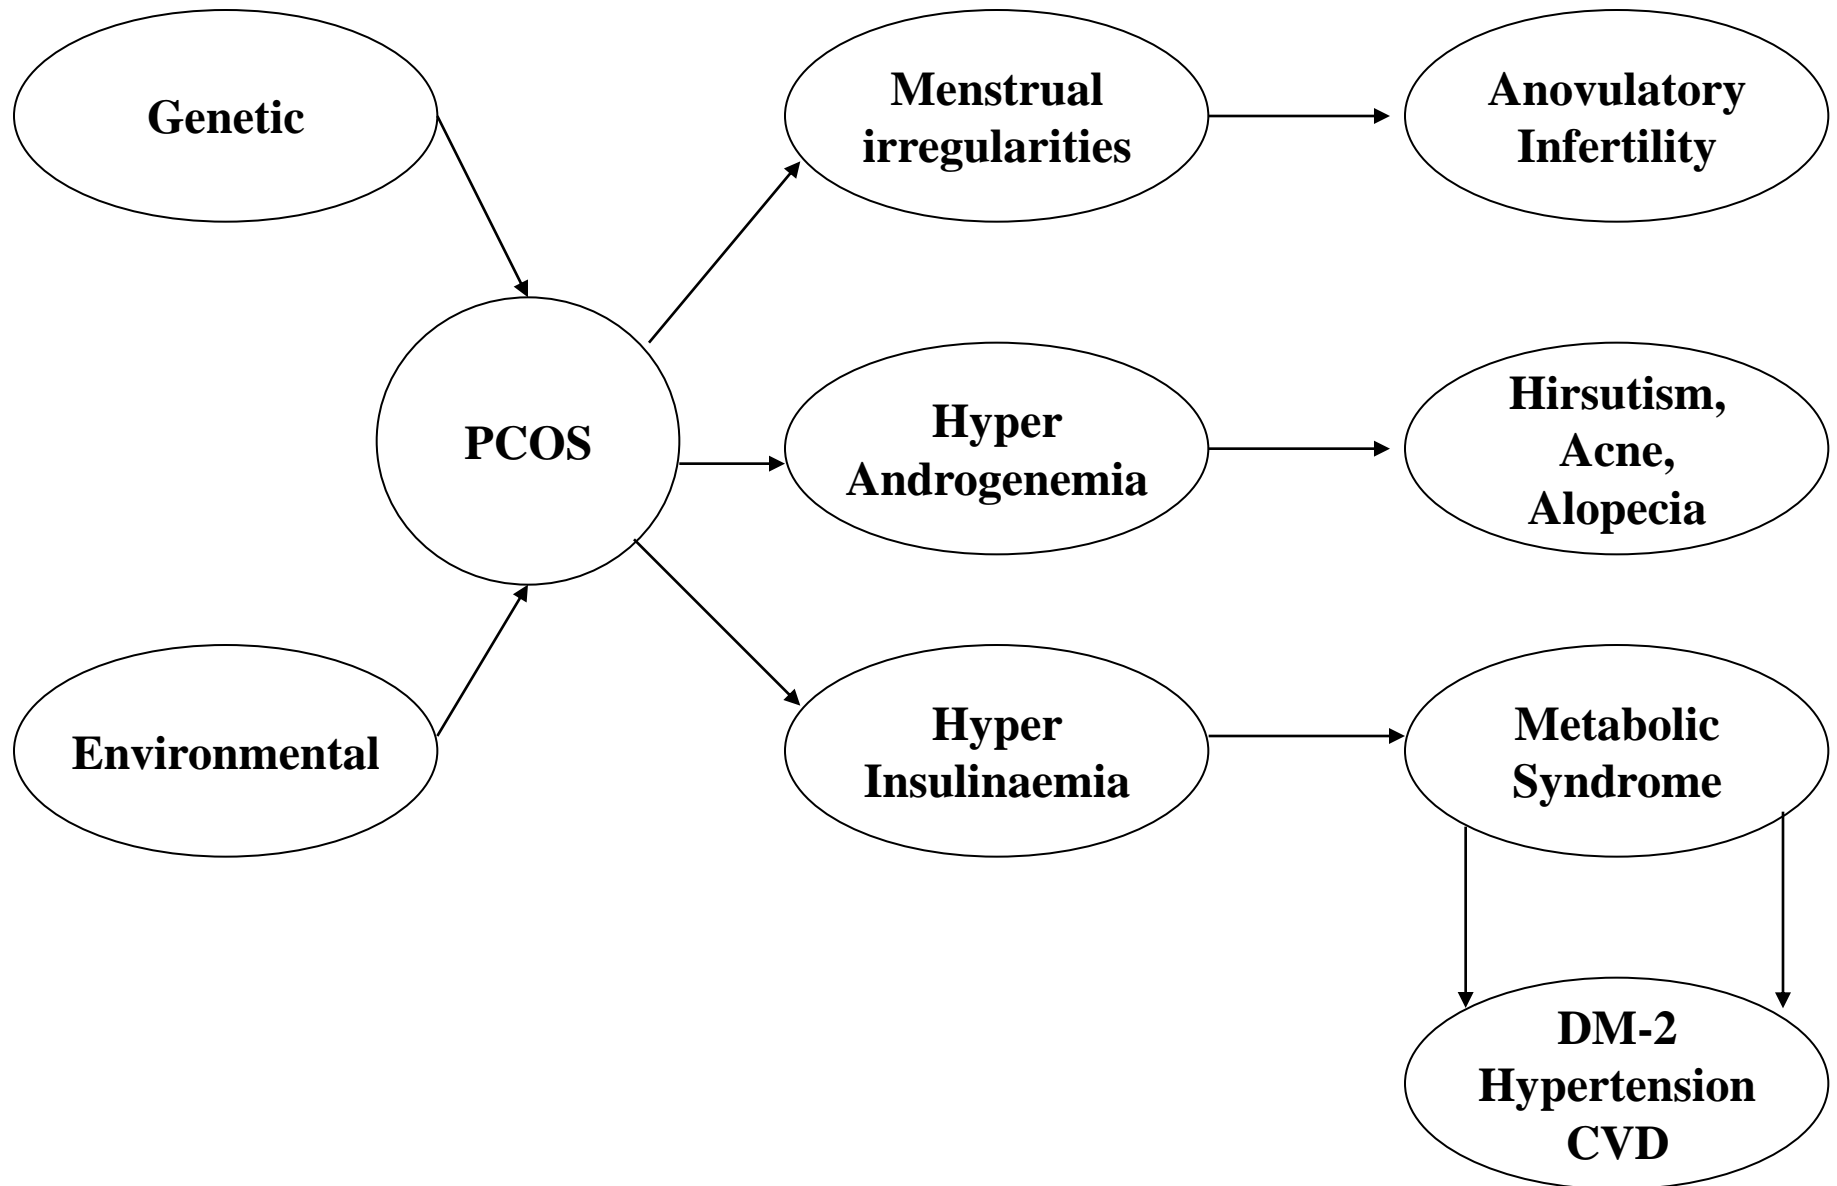 Genetic
Menstrual
irregularities
Anovulatory
Infertility
PCOS
Hyper
Androgenemia
Hirsutism,
Acne,
Alopecia
Environmental
Hyper
Insulinaemia
Metabolic
Syndrome
DM-2
Hypertension
CVD